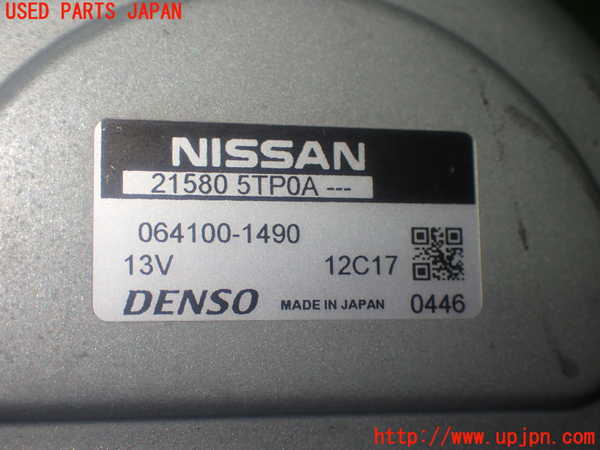 USED PARTS JAPAN
NISSAN
21580 5TP0A ---
064100-1490
13V 12C17
DENSO MADE IN JAPAN 0446
http://www.upjpn.com/